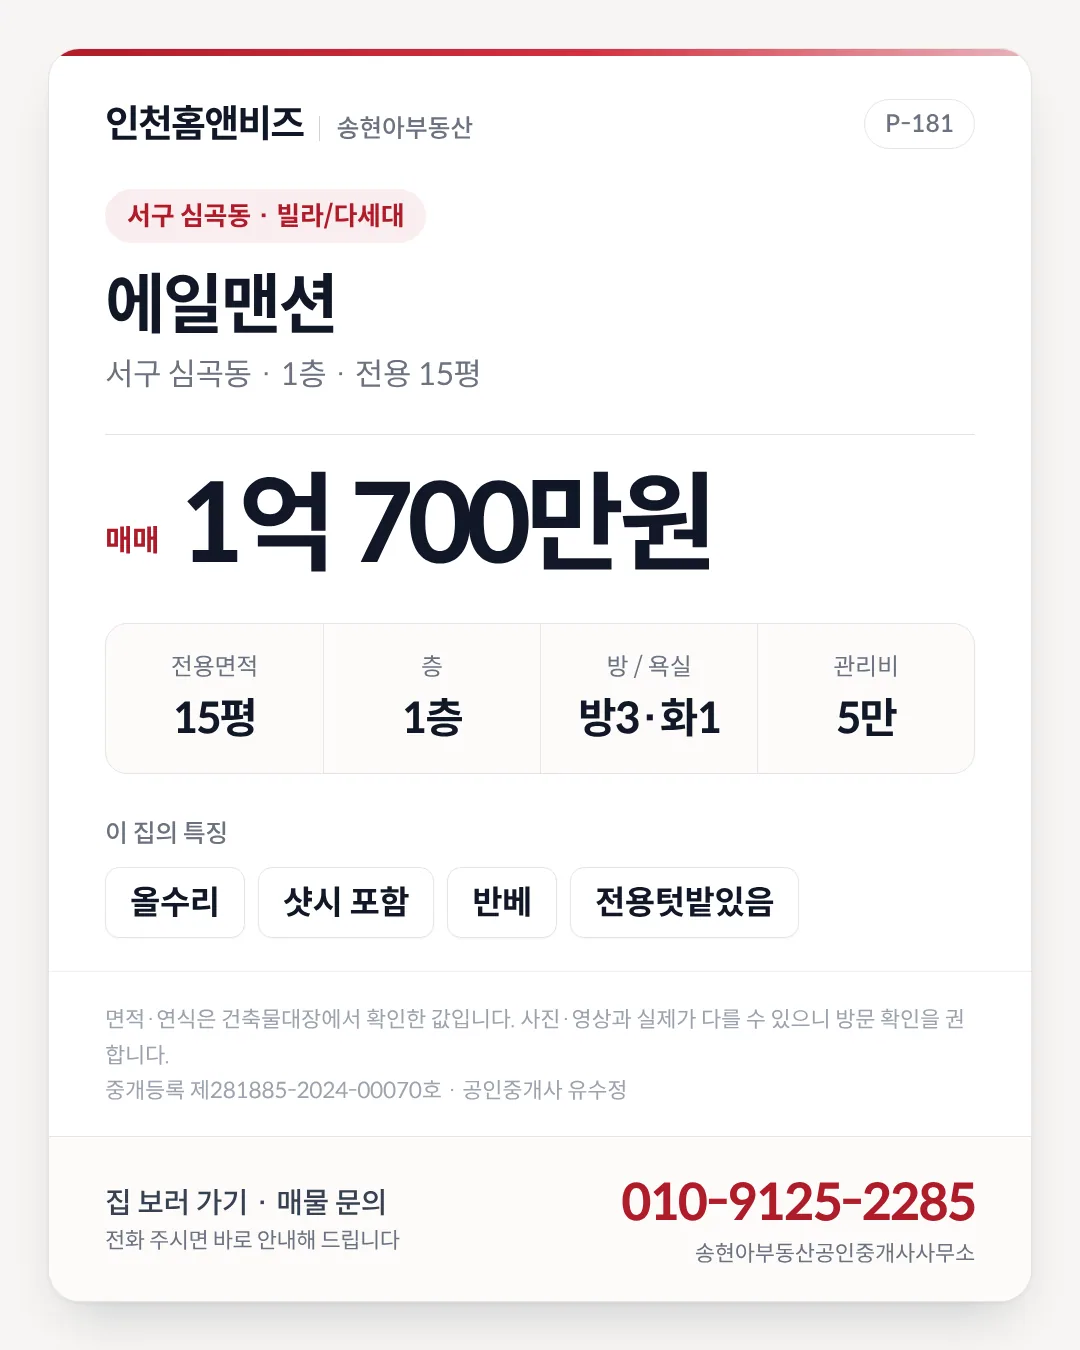 인천홈앤비즈 | 송현아부동산
P-181
서구 심곡동 · 빌라/다세대
에일맨션
서구 심곡동 · 1층 · 전용 15평
매매 1억 700만원
전용면적 층 방 / 욕실 관리비
15평 1층 방3·화1 5만
이 집의 특징
올수리 샷시 포함 반베 전용텃밭있음
면적·연식은 건축물대장에서 확인한 값입니다. 사진·영상과 실제가 다를 수 있으니 방문 확인을 권
합니다.
중개등록 제281885-2024-00070호 · 공인중개사 유수정
집 보러 가기 · 매물 문의
전화 주시면 바로 안내해 드립니다
010-9125-2285
송현아부동산공인중개사사무소